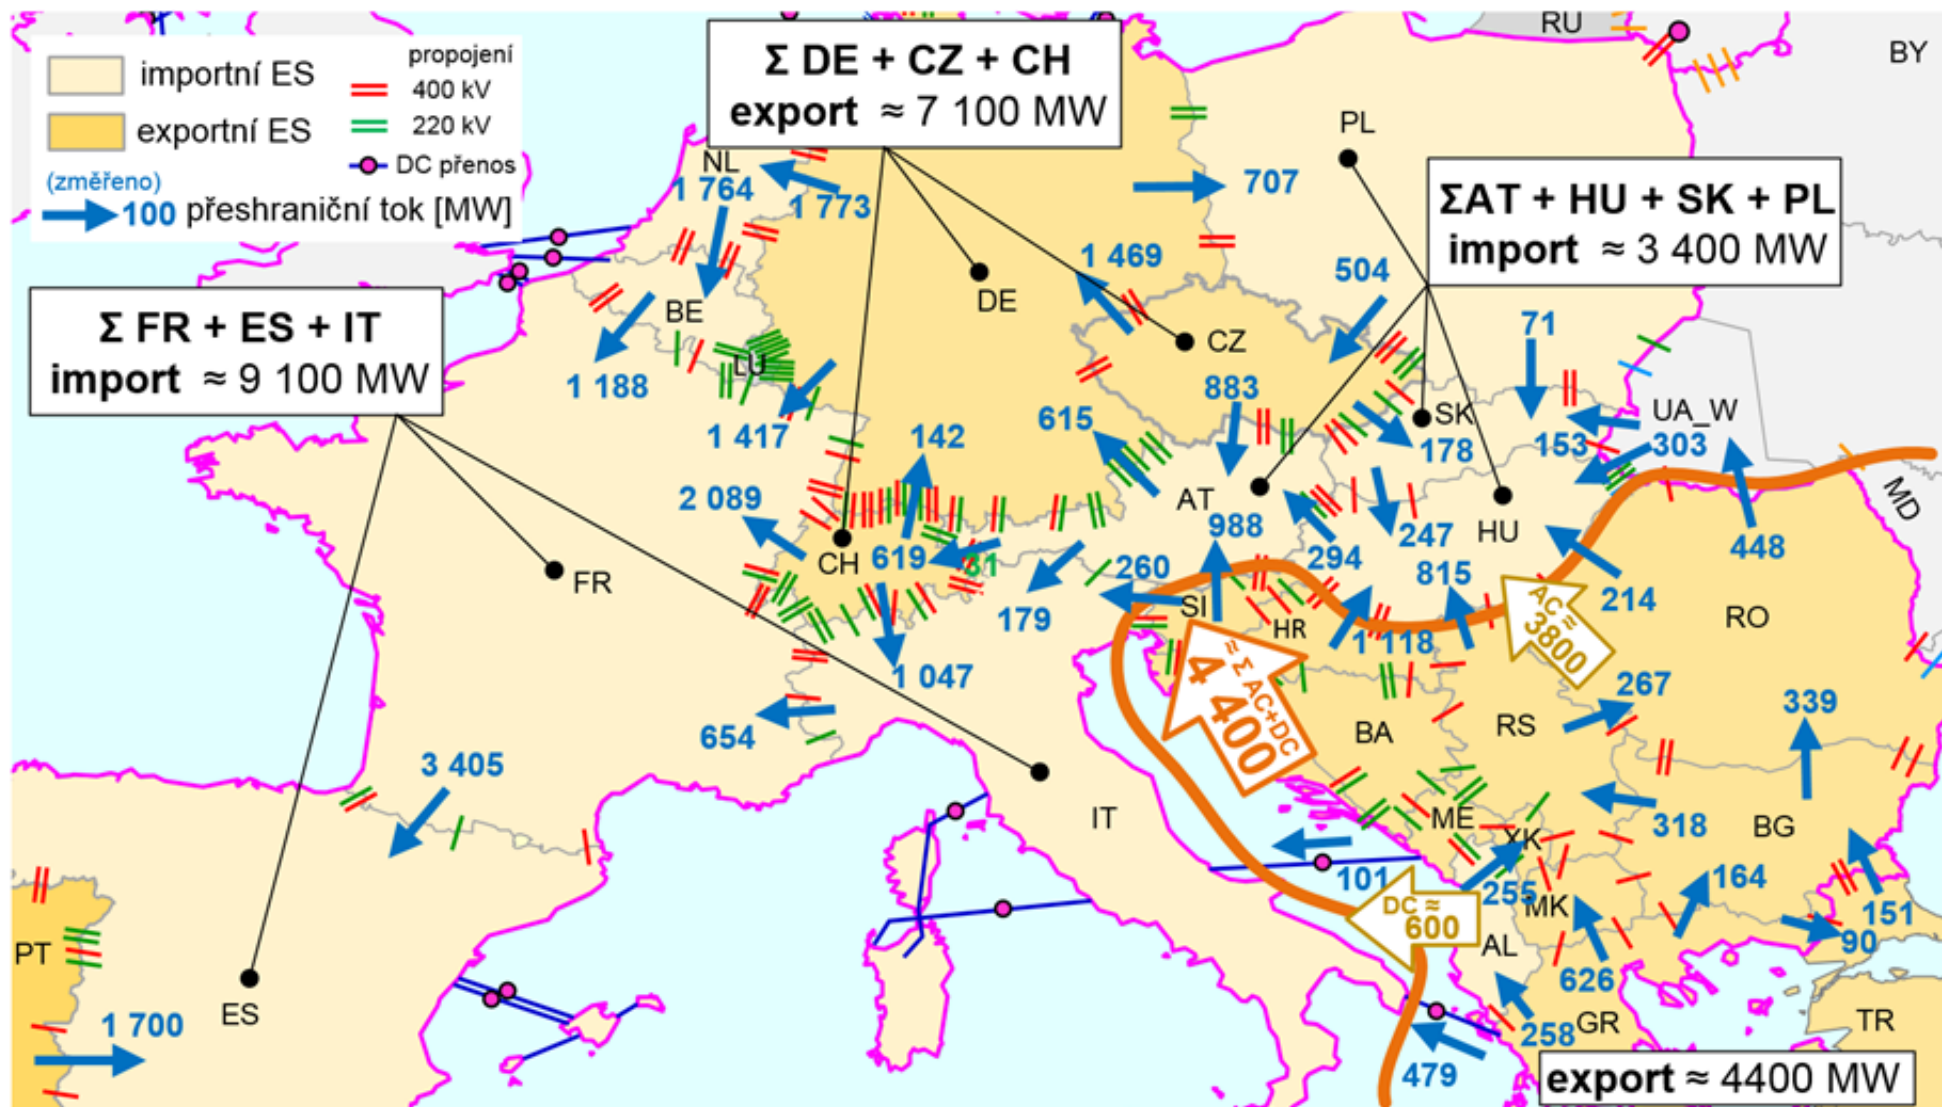 importní ES
exportní ES
(změřeno)
100 přeshraniční tok [MW]
propojení
400 kV
220 kV
DC přenos
Σ DE + CZ + CH
export ≈ 7 100 MW
ΣAT + HU + SK + PL
import ≈ 3 400 MW
Σ FR + ES + IT
import ≈ 9 100 MW
RU
BY
PL
NL
1 764
1 773
707
1 469
504
DE
CZ
BE
LU
1 188
71
883
SK
UA_W
1 417
142
615
178
153
303
2 089
AT
988
HU
MD
CH
619
31
260
294
247
815
448
FR
179
SI
HR
1 118
214
RO
AC ≈
3800
≈ Σ AC+DC
4 400
1 047
654
267
339
BA
RS
3 405
IT
ME
XK
318
BG
101
255
MK
164
151
90
DC ≈
600
PT
ES
AL
626
1 700
258
GR
TR
479
export ≈ 4400 MW